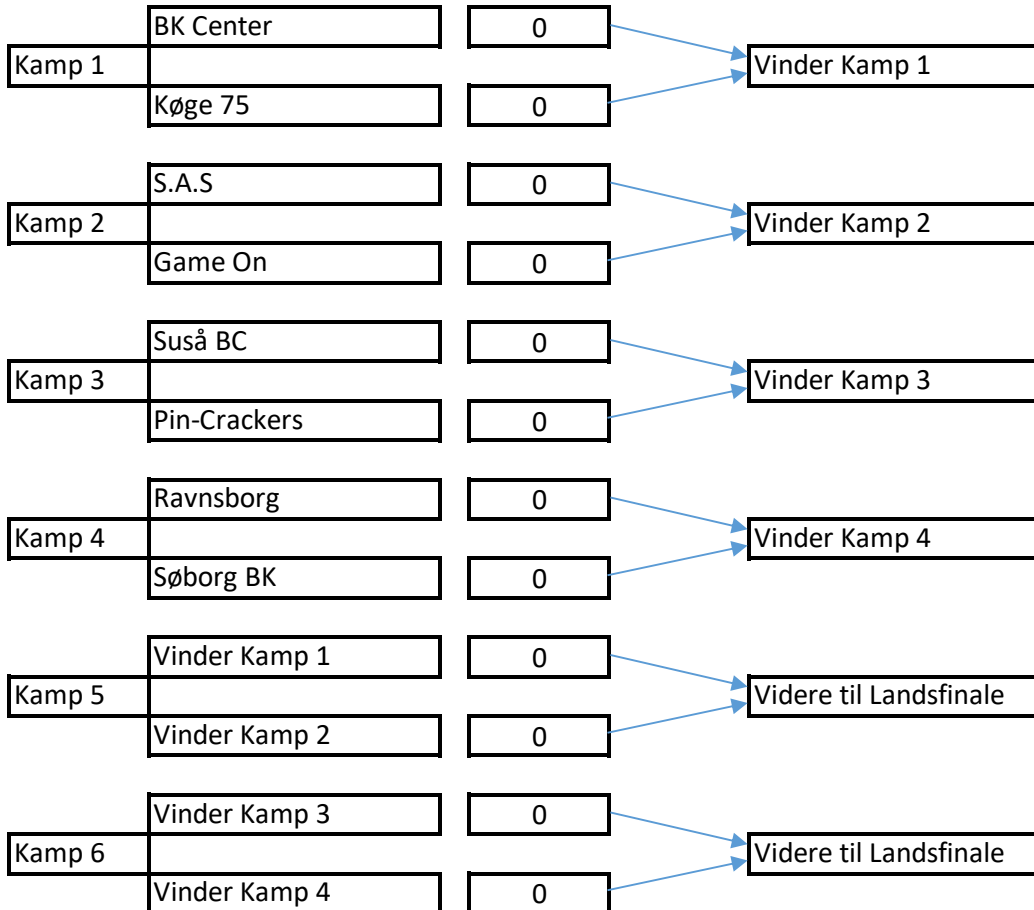 BK Center 0
Kamp 1 Vinder Kamp 1
Køge 75 0
S.A.S 0
Kamp 2 Vinder Kamp 2
Game On 0
Suså BC 0
Kamp 3 Vinder Kamp 3
Pin-Crackers 0
Ravnsborg 0
Kamp 4 Vinder Kamp 4
Søborg BK 0
Vinder Kamp 1 0
Kamp 5 Videre til Landsfinale
Vinder Kamp 2 0
Vinder Kamp 3 0
Kamp 6 Videre til Landsfinale
Vinder Kamp 4 0